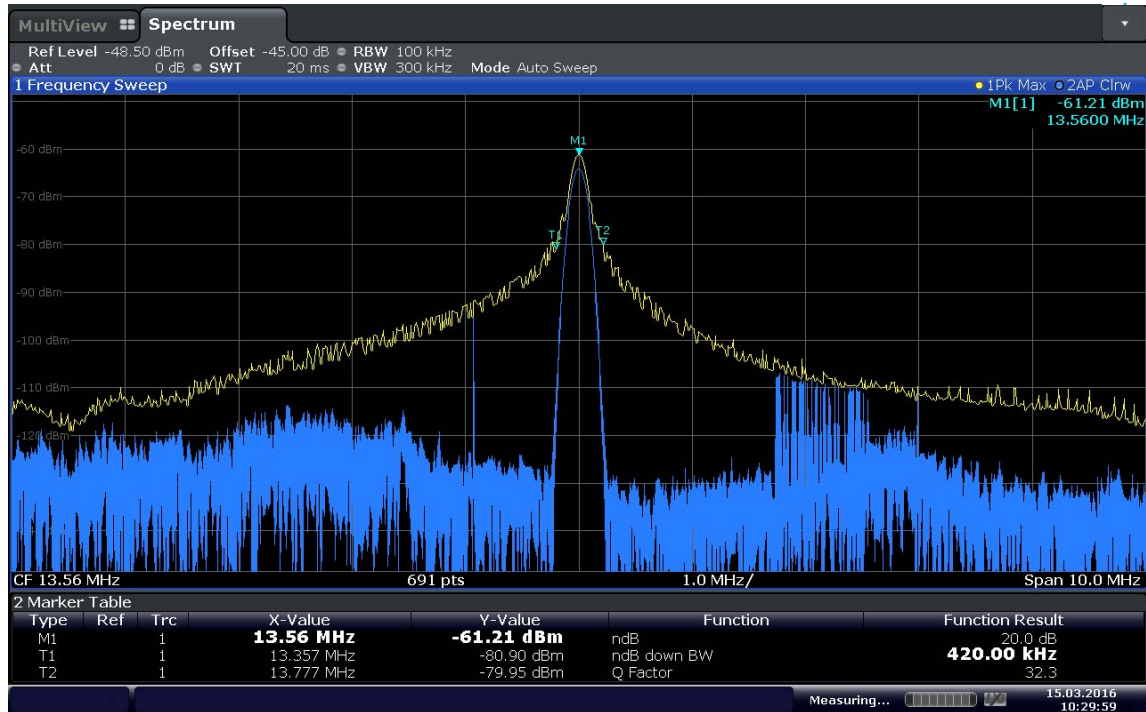 MultiView Spectrum
Ref Level -48.50 dBm Offset -45.00 dB RBW 100 kHz
Att 0 dB SWT 20 ms VBW 300 kHz Mode Auto Sweep
1 Frequency Sweep 1Pk Max 2AP Clrw
M1[1] -61.21 dBm
13.5600 MHz
M1
-60 dBm
-70 dBm
T1 T2
-80 dBm
-90 dBm
-100 dBm
-110 dBm
-120 dBm
CF 13.56 MHz 691 pts 1.0 MHz/ Span 10.0 MHz
2 Marker Table
Type Ref Trc X-Value Y-Value Function Function Result
M1 1 13.56 MHz -61.21 dBm ndB 20.0 dB
T1 1 13.357 MHz -80.90 dBm ndB down BW 420.00 kHz
T2 1 13.777 MHz -79.95 dBm Q Factor 32.3
Measuring... 15.03.2016
10:29:59